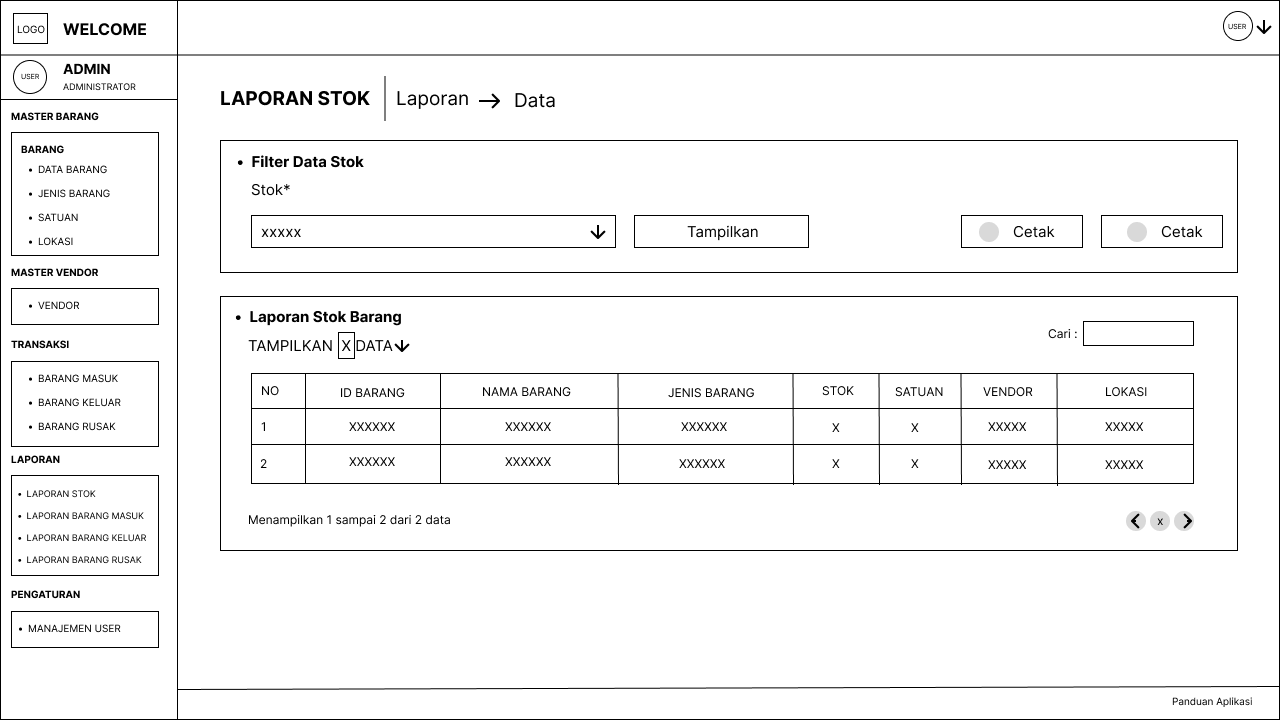 LOGO WELCOME
USER
USER
ADMIN
ADMINISTRATOR
MASTER BARANG
BARANG
• DATA BARANG
• JENIS BARANG
• SATUAN
• LOKASI
MASTER VENDOR
• VENDOR
TRANSAKSI
• BARANG MASUK
• BARANG KELUAR
• BARANG RUSAK
LAPORAN
• LAPORAN STOK
• LAPORAN BARANG MASUK
• LAPORAN BARANG KELUAR
• LAPORAN BARANG RUSAK
PENGATURAN
• MANAJEMEN USER
LAPORAN STOK Laporan → Data
• Filter Data Stok
Stok*
xxxxx Tampilkan Cetak Cetak
• Laporan Stok Barang
TAMPILKAN X DATA
Cari :
NO ID BARANG NAMA BARANG JENIS BARANG STOK SATUAN VENDOR LOKASI
1 XXXXXX XXXXXX XXXXXX X X XXXXX XXXXX
2 XXXXXX XXXXXX XXXXXX X X XXXXX XXXXX
Menampilkan 1 sampai 2 dari 2 data
x
Panduan Aplikasi